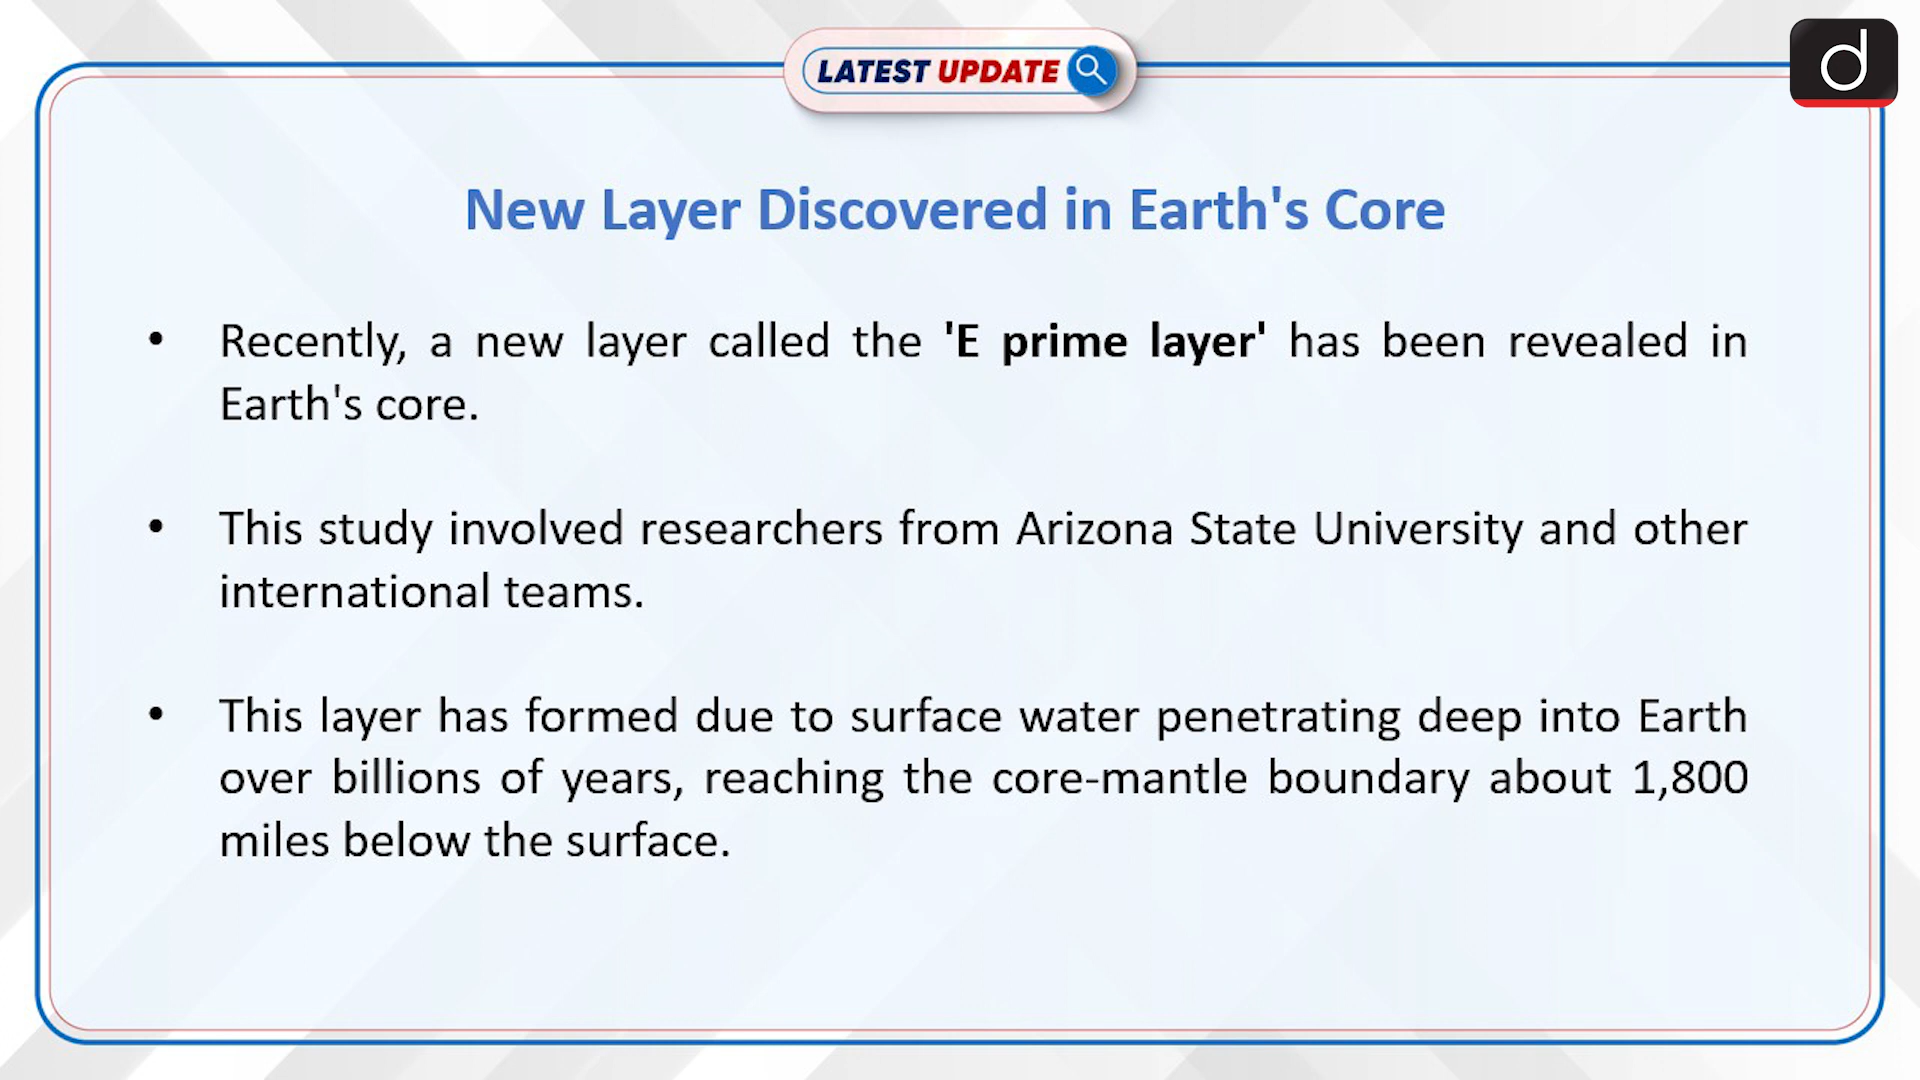 LATEST UPDATE
d
New Layer Discovered in Earth's Core
• Recently, a new layer called the 'E prime layer' has been revealed in
Earth's core.
• This study involved researchers from Arizona State University and other
international teams.
• This layer has formed due to surface water penetrating deep into Earth
over billions of years, reaching the core-mantle boundary about 1,800
miles below the surface.